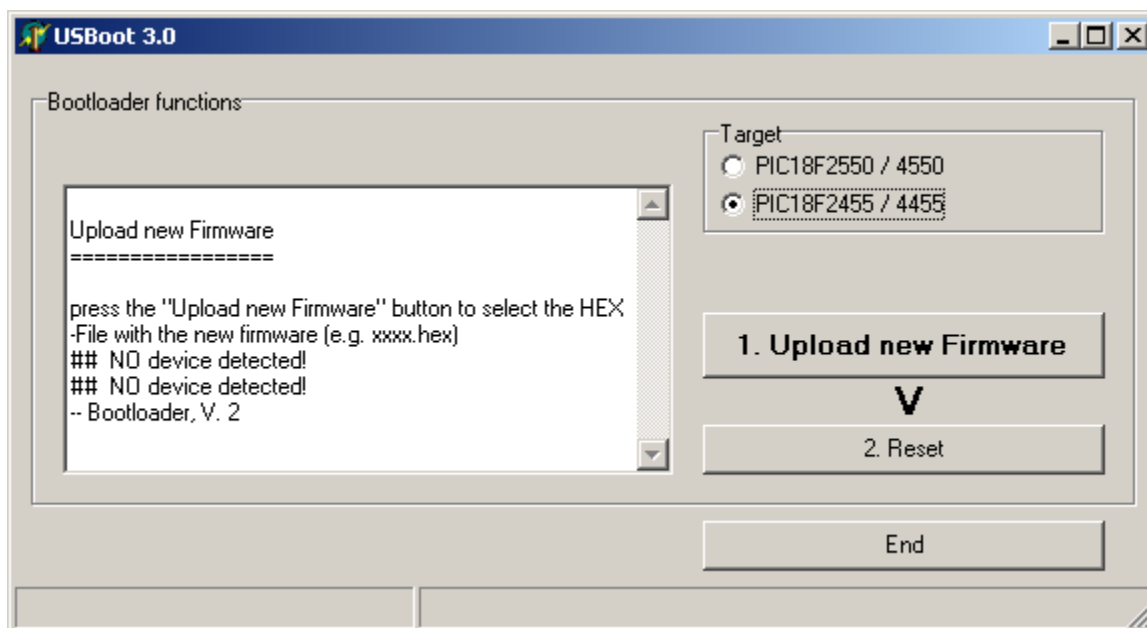 USBoot 3.0
Bootloader functions
Upload new Firmware
=================
press the "Upload new Firmware" button to select the HEX
-File with the new firmware (e.g. xxxx.hex)
## NO device detected!
## NO device detected!
-- Bootloader, V. 2
Target
PIC18F2550 / 4550
PIC18F2455 / 4455
1. Upload new Firmware
V
2. Reset
End